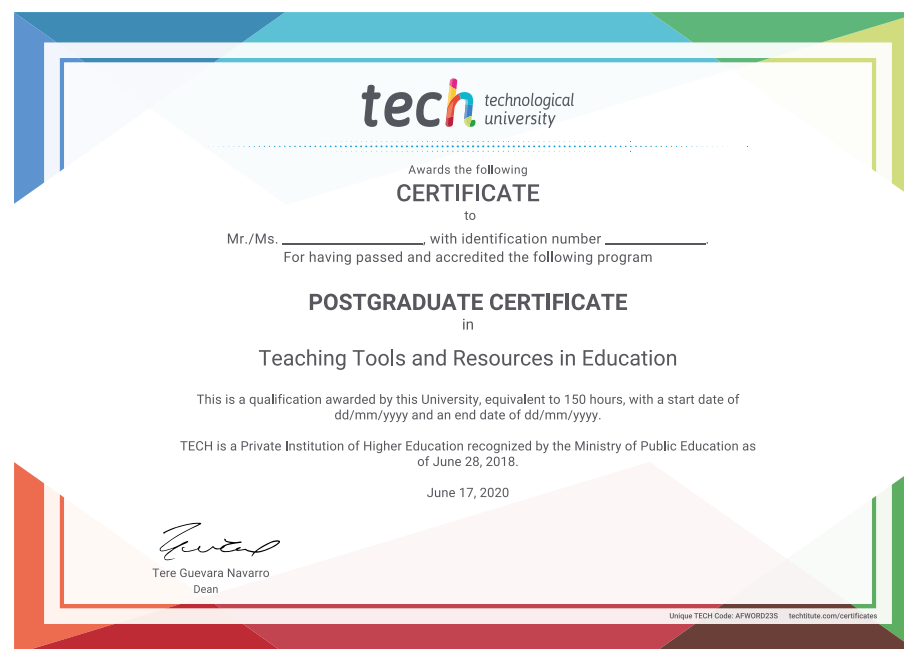 tech technological
university
Awards the following
CERTIFICATE
to
Mr./Ms. ____________________, with identification number ______________.
For having passed and accredited the following program
POSTGRADUATE CERTIFICATE
in
Teaching Tools and Resources in Education
This is a qualification awarded by this University, equivalent to 150 hours, with a start date of
dd/mm/yyyy and an end date of dd/mm/yyyy.
TECH is a Private Institution of Higher Education recognized by the Ministry of Public Education as
of June 28, 2018.
June 17, 2020
Tere Guevara Navarro
Dean
Unique TECH Code: AFWORD23S techtitute.com/certificates